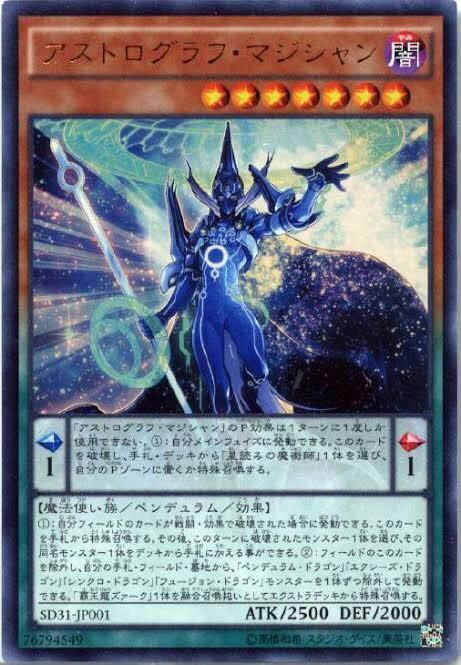 アストログラフ・マジシャン
闇
「アストログラフ・マジシャン」のP効果は1ターンに1度しか
使用できない。①：自分メインフェイズに発動できる。このカード
を破壊し、手札・デッキから「星読みの魔術師」1体を選び、
自分のPゾーンに置くか特殊召喚する。
1
1
【魔法使い族／ペンデュラム／効果】
①：自分フィールドのカードが戦闘・効果で破壊された場合に発動できる。このカード
を手札から特殊召喚する。その後、このターンに破壊されたモンスター1体を選び、その
同名モンスター1体をデッキから手札に加える事ができる。②：フィールドのこのカード
を除外し、自分の手札・フィールド・墓地から、「ペンデュラム・ドラゴン」「エクシーズ・ドラ
ゴン」「シンクロ・ドラゴン」「フュージョン・ドラゴン」モンスターを1体ずつ除外して発動
できる。「覇王龍ズァーク」1体を融合召喚扱いとしてエクストラデッキから特殊召喚する。
SD31-JP001
ATK/2500
DEF/2000
76794549
©高橋和希 スタジオ・ダイス/集英社